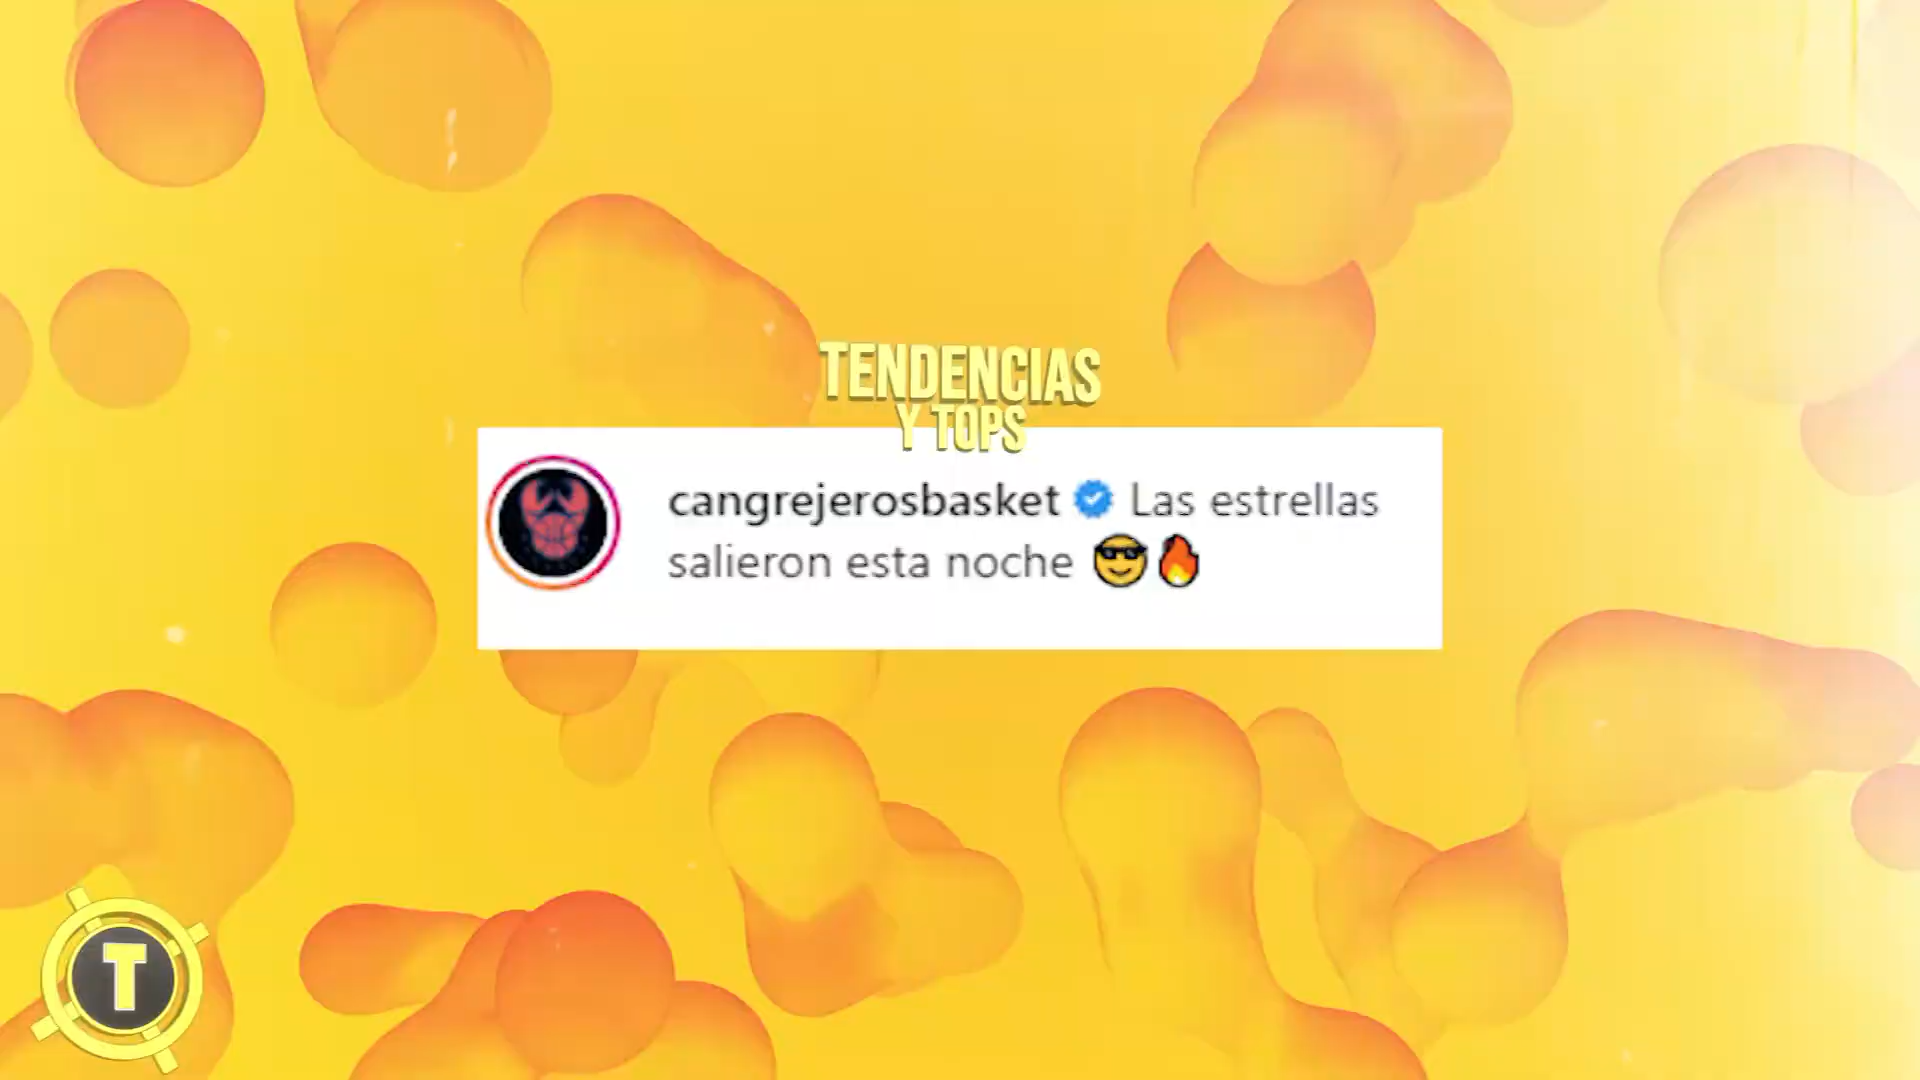 TENDENCIAS
Y TOPS
cangrejerosbasket Las estrellas
salieron esta noche 😎🔥
T